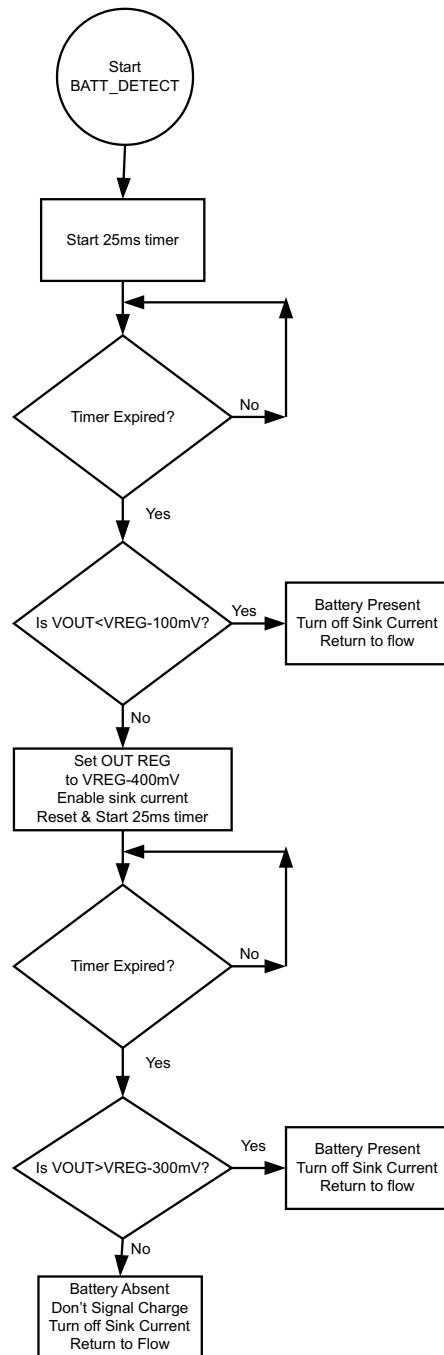 Start
BATT_DETECT
Start 25ms timer
Timer Expired?
No
Yes
Is VOUT<VREG-100mV?
Yes
Battery Present
Turn off Sink Current
Return to flow
No
Set OUT REG
to VREG-400mV
Enable sink current
Reset & Start 25ms timer
Timer Expired?
No
Yes
Is VOUT>VREG-300mV?
Yes
Battery Present
Turn off Sink Current
Return to flow
No
Battery Absent
Don't Signal Charge
Turn off Sink Current
Return to Flow